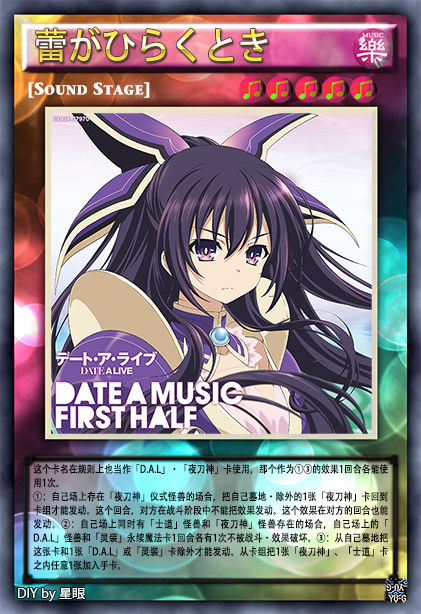 蕾がひらくとき
MUSIC
樂
[SOUND STAGE]
デート・ア・ライブ
DATE A LIVE
DATE A MUSIC
FIRST HALF
这个卡名在规则上也当作「D.A.L」・「夜刀神」卡使用，那个作为①③的效果1回合各能使
用1次。
①：自己场上存在「夜刀神」仪式怪兽的场合，把自己墓地・除外的1张「夜刀神」卡回到
卡组才能发动。这个回合，对方在战斗阶段中不能把效果发动。这个效果在对方的回合也能
发动。②：自己场上同时有「士道」怪兽和「夜刀神」怪兽存在的场合，自己场上的「
D.A.L」怪兽和「灵装」永续魔法卡1回合各有1次不被战斗・效果破坏。③：从自己墓地把
这张卡和1张「D.A.L」或「灵装」卡除外才能发动。从卡组把1张「夜刀神」、「士道」卡
之内任意1张加入手卡。
DIY by 星眼